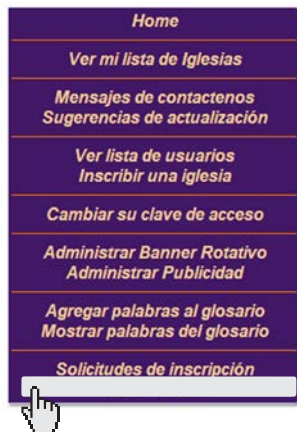 Home
Ver mi lista de Iglesias
Mensajes de contactenos
Sugerencias de actualización
Ver lista de usuarios
Inscribir una iglesia
Cambiar su clave de acceso
Administrar Banner Rotativo
Administrar Publicidad
Agregar palabras al glosario
Mostrar palabras del glosario
Solicitudes de inscripción